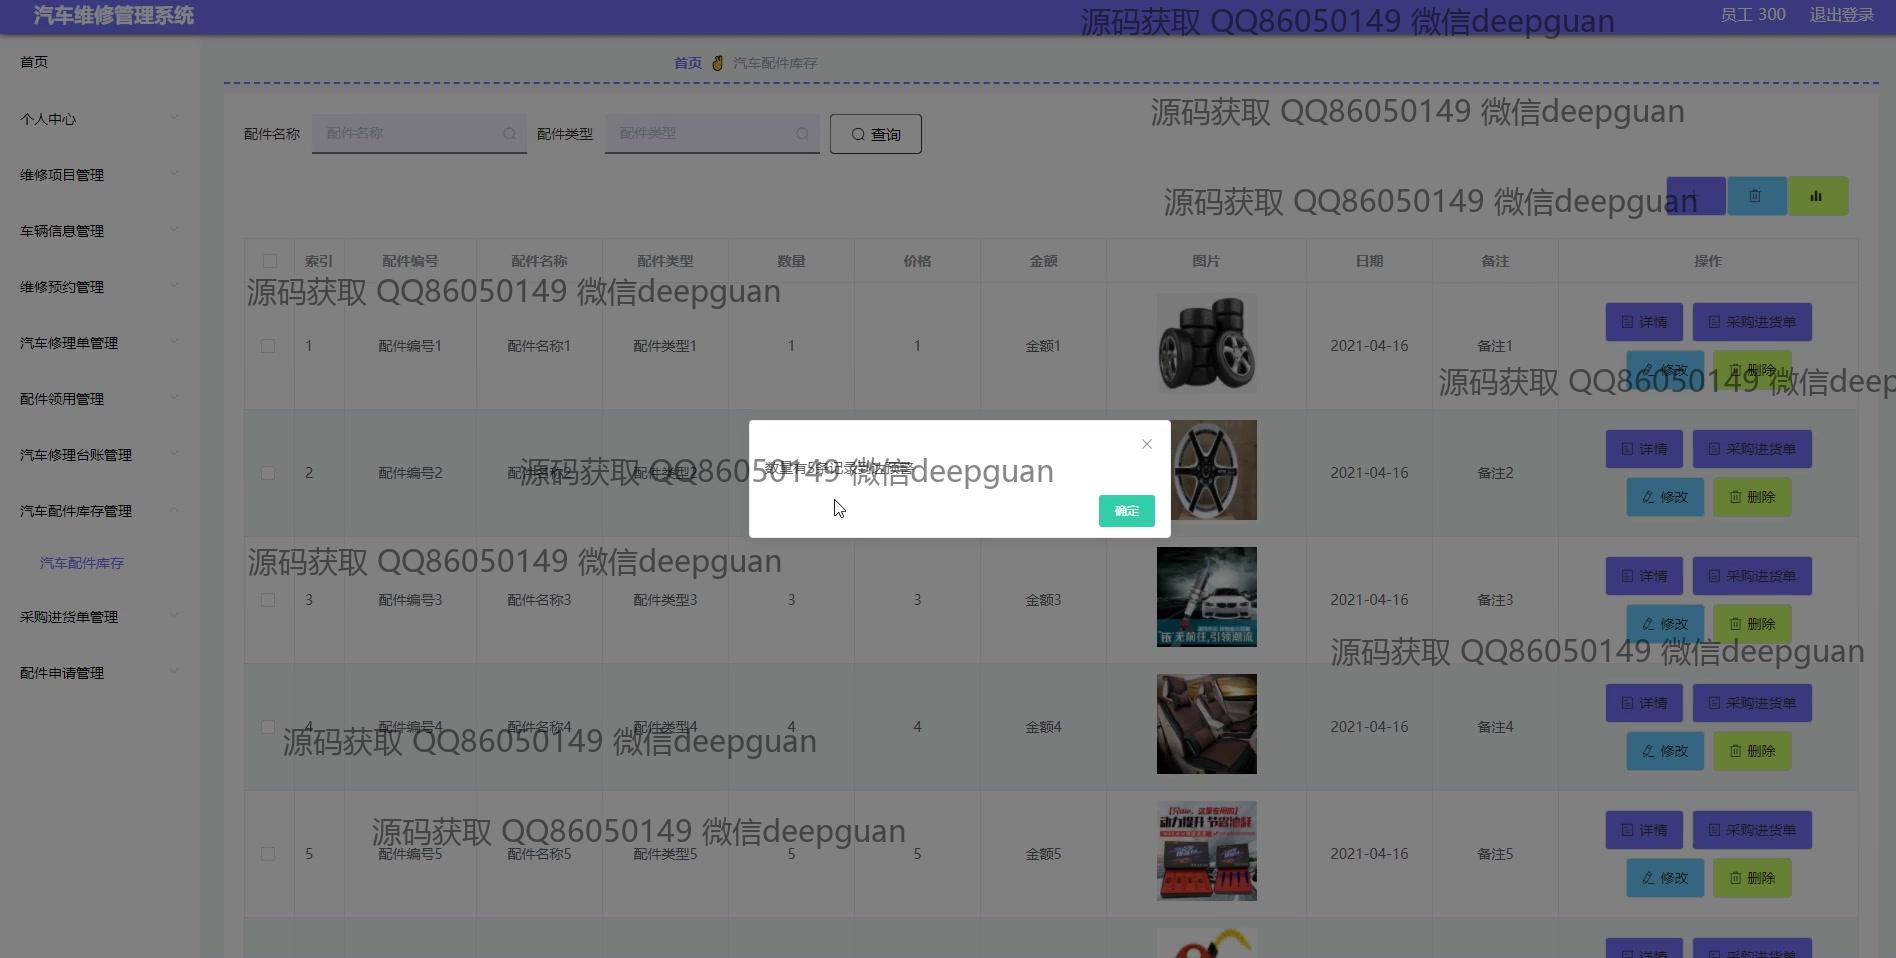 汽车维修管理系统
源码获取 QQ86050149 微信deepguan
员工 300 退出登录
首页
首页 汽车配件库存
个人中心
源码获取 QQ86050149 微信deepguan
配件名称 配件名称 配件类型 配件类型 查询
维修项目管理
源码获取 QQ86050149 微信deepguan
车辆信息管理
索引 配件编号 配件名称 配件类型 数量 价格 金额 图片 日期 备注 操作
维修预约管理
源码获取 QQ86050149 微信deepguan
详情 采购进货单
汽车修理单管理
1 配件编号1 配件名称1 配件类型1 1 1 金额1 2021-04-16 备注1
修改 删除
源码获取 QQ86050149 微信deep
配件领用管理
汽车修理台账管理
详情 采购进货单
2 配件编号2 配件名称2 配件类型2 2021-04-16 备注2
源码获取 QQ86050149 微信deepguan
修改 删除
汽车配件库存管理
确定
源码获取 QQ86050149 微信deepguan
汽车配件库存
详情 采购进货单
3 配件编号3 配件名称3 配件类型3 3 3 金额3 2021-04-16 备注3
无前往,引领潮流
修改 删除
采购进货单管理
源码获取 QQ86050149 微信deepguan
配件申请管理
详情 采购进货单
4 配件编号4 配件名称4 配件类型4 4 4 金额4 2021-04-16 备注4
源码获取 QQ86050149 微信deepguan
修改 删除
动力提升 节省油耗
源码获取 QQ86050149 微信deepguan
详情 采购进货单
5 配件编号5 配件名称5 配件类型5 5 5 金额5 2021-04-16 备注5
修改 删除
详情 采购进货单